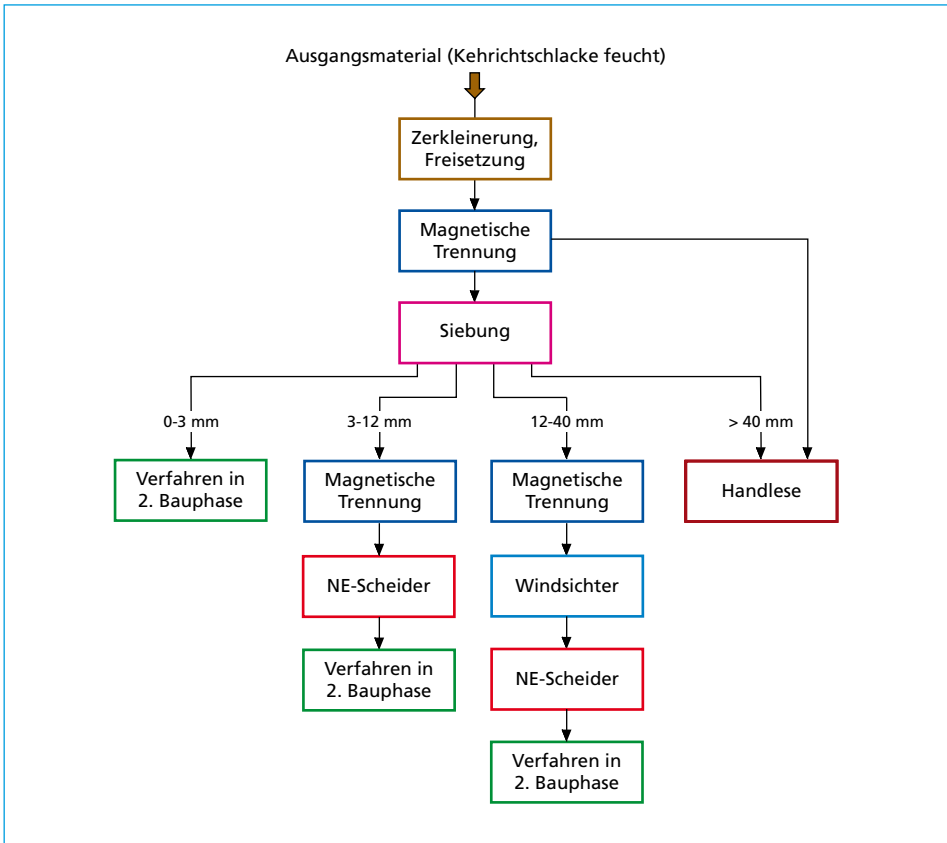 Ausgangsmaterial (Kehrichtschlacke feucht)
Zerkleinerung,
Freisetzung
Magnetische
Trennung
Siebung
0-3 mm
3-12 mm
12-40 mm
> 40 mm
Verfahren in
2. Bauphase
Magnetische
Trennung
Magnetische
Trennung
Handlese
NE-Scheider
Windsichter
Verfahren in
2. Bauphase
NE-Scheider
Verfahren in
2. Bauphase